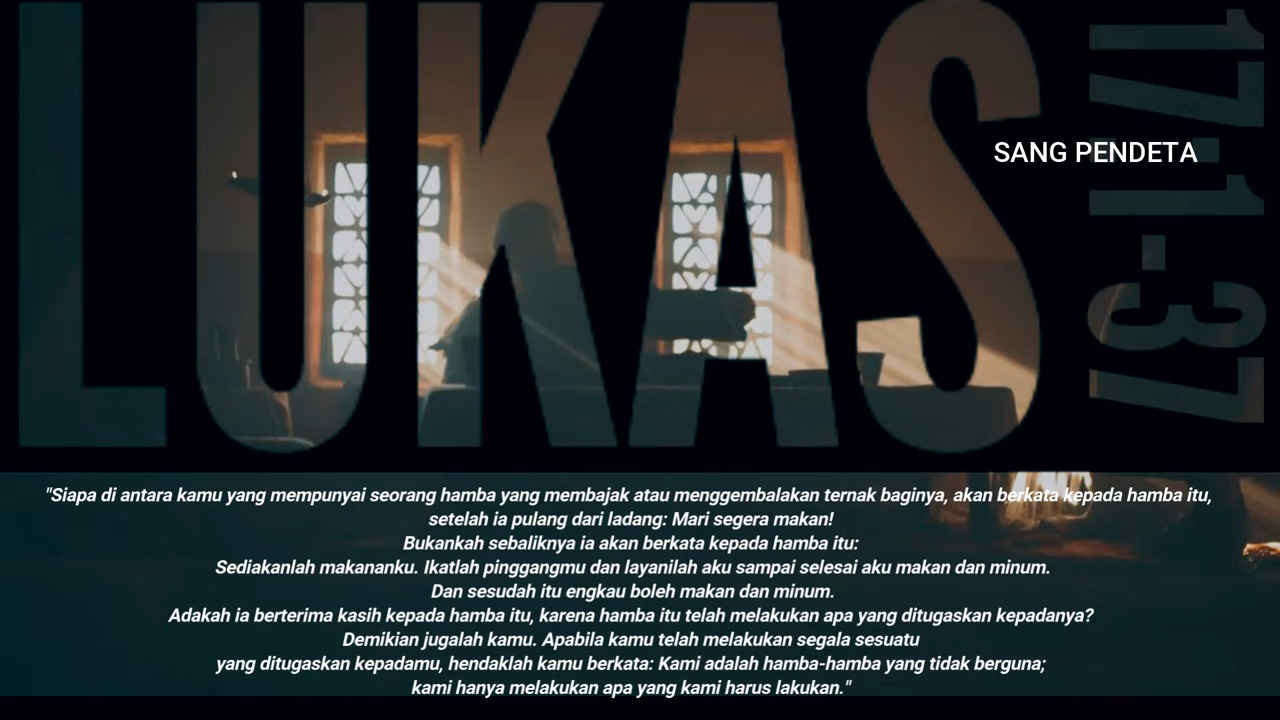 LUKAS
17:1-37
SANG PENDETA
"Siapa di antara kamu yang mempunyai seorang hamba yang membajak atau menggembalakan ternak baginya, akan berkata kepada hamba itu,
setelah ia pulang dari ladang: Mari segera makan!
Bukankah sebaliknya ia akan berkata kepada hamba itu:
Sediakanlah makananku. Ikatlah pinggangmu dan layanilah aku sampai selesai aku makan dan minum.
Dan sesudah itu engkau boleh makan dan minum.
Adakah ia berterima kasih kepada hamba itu, karena hamba itu telah melakukan apa yang ditugaskan kepadanya?
Demikian jugalah kamu. Apabila kamu telah melakukan segala sesuatu
yang ditugaskan kepadamu, hendaklah kamu berkata: Kami adalah hamba-hamba yang tidak berguna;
kami hanya melakukan apa yang kami harus lakukan."